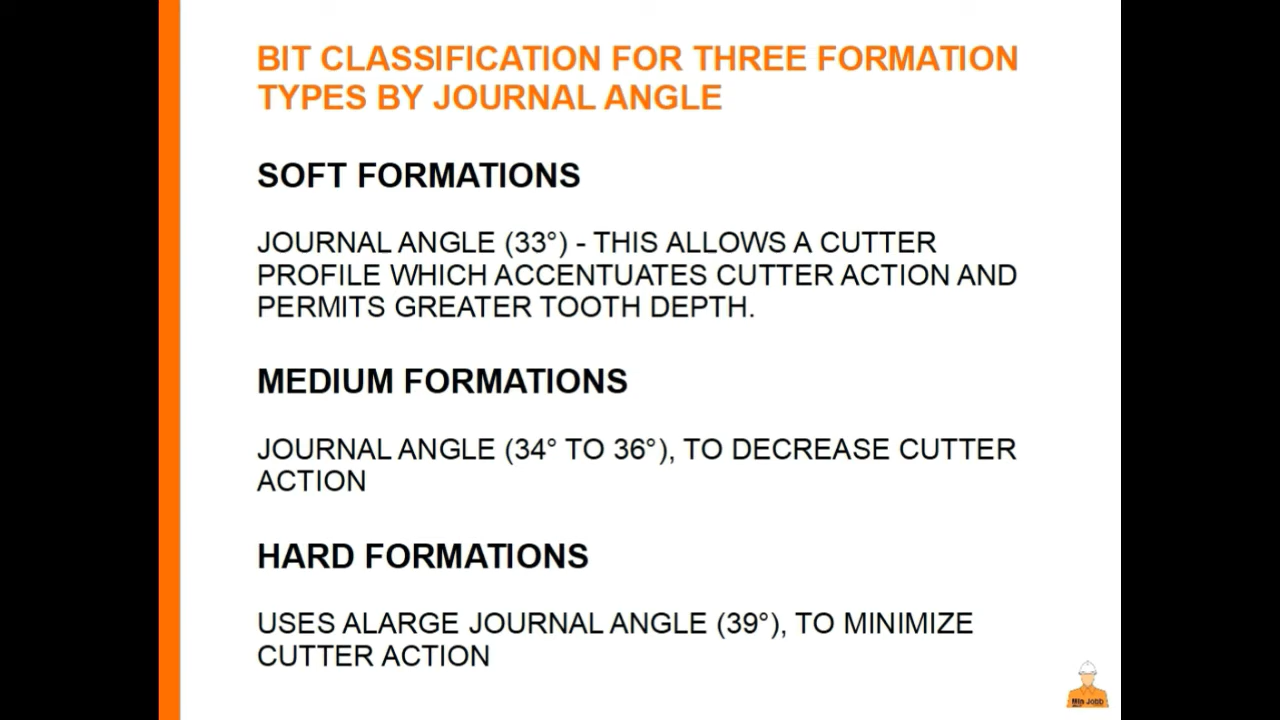 BIT CLASSIFICATION FOR THREE FORMATION
TYPES BY JOURNAL ANGLE
SOFT FORMATIONS
JOURNAL ANGLE (33°) - THIS ALLOWS A CUTTER
PROFILE WHICH ACCENTUATES CUTTER ACTION AND
PERMITS GREATER TOOTH DEPTH.
MEDIUM FORMATIONS
JOURNAL ANGLE (34° TO 36°), TO DECREASE CUTTER
ACTION
HARD FORMATIONS
USES ALARGE JOURNAL ANGLE (39°), TO MINIMIZE
CUTTER ACTION
Min Jobb